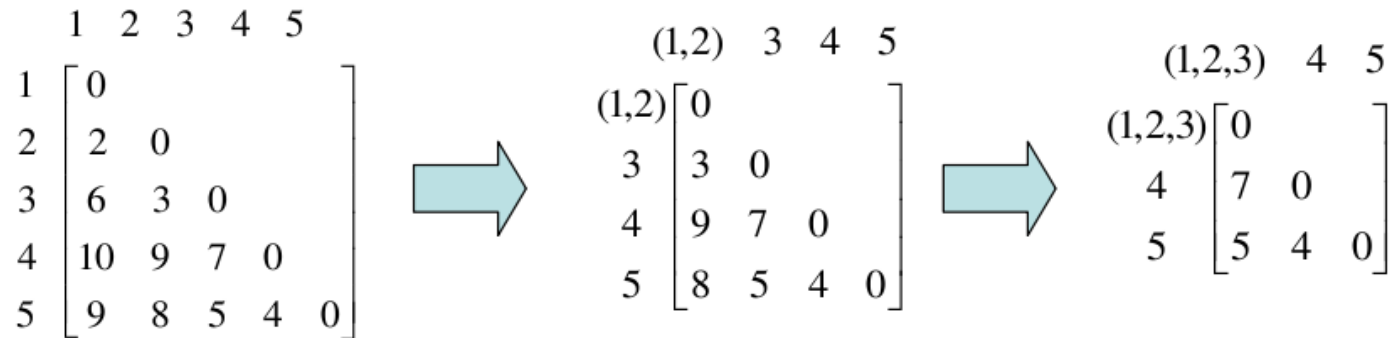 1 2 3 4 5
1 0
2 2 0
3 6 3 0
4 10 9 7 0
5 9 8 5 4 0
(1,2) 3 4 5
(1,2) 0
3 3 0
4 9 7 0
5 8 5 4 0
(1,2,3) 4 5
(1,2,3) 0
4 7 0
5 5 4 0